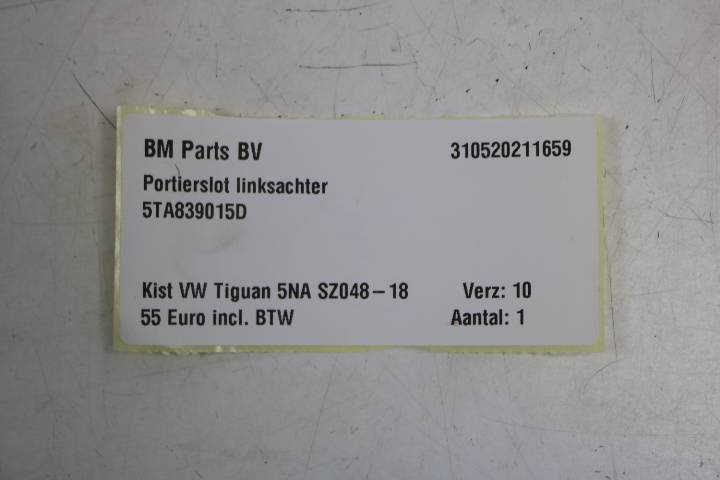 BM Parts BV 310520211659
Portierslot linksachter
5TA839015D
Kist VW Tiguan 5NA SZ048-18 Verz: 10
55 Euro incl. BTW Aantal: 1